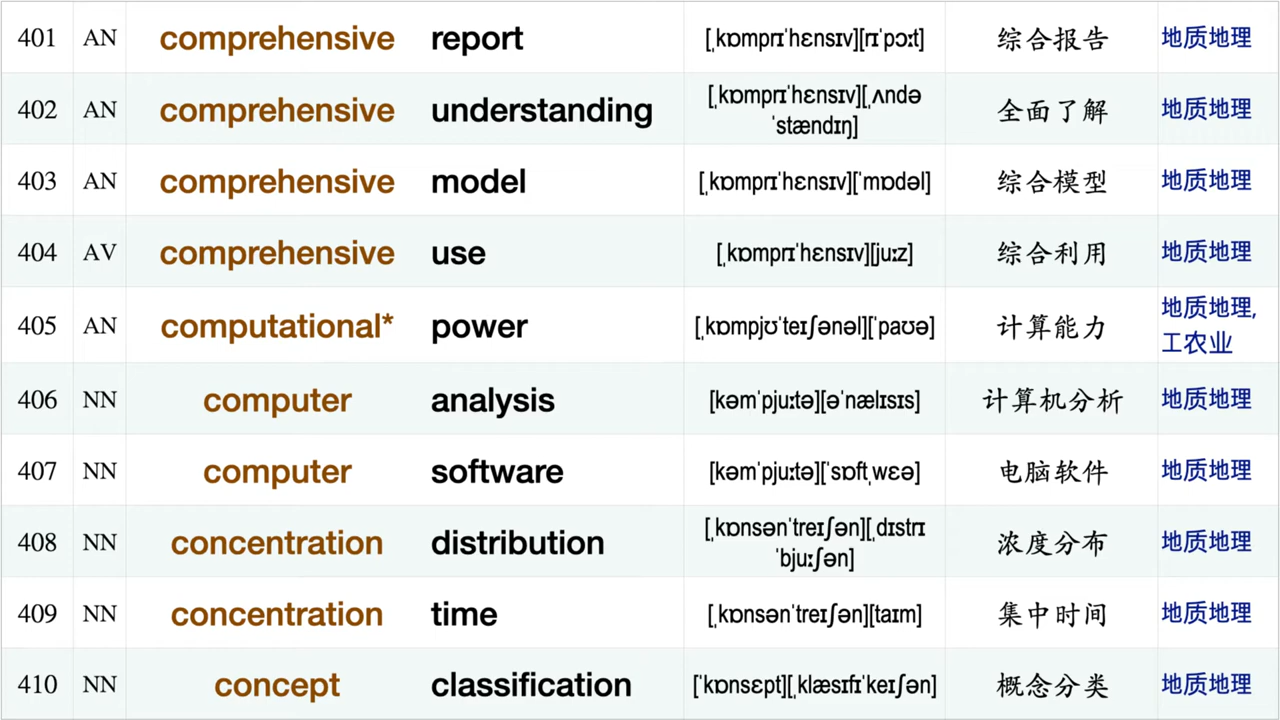 401 AN comprehensive report [ˌkɒmprɪˈhɛnsɪv][rɪˈpɔːt] 综合报告 地质地理
402 AN comprehensive understanding [ˌkɒmprɪˈhɛnsɪv][ˌʌndəˈstændɪŋ] 全面了解 地质地理
403 AN comprehensive model [ˌkɒmprɪˈhɛnsɪv][ˈmɒdəl] 综合模型 地质地理
404 AV comprehensive use [ˌkɒmprɪˈhɛnsɪv][juːz] 综合利用 地质地理
405 AN computational* power [ˌkɒmpjʊˈteɪʃənəl][ˈpaʊə] 计算能力 地质地理, 工农业
406 NN computer analysis [kəmˈpjuːtə][əˈnælɪsɪs] 计算机分析 地质地理
407 NN computer software [kəmˈpjuːtə][ˈsɒftˌwɛə] 电脑软件 地质地理
408 NN concentration distribution [ˌkɒnsənˈtreɪʃən][ˌdɪstrɪˈbjuːʃən] 浓度分布 地质地理
409 NN concentration time [ˌkɒnsənˈtreɪʃən][taɪm] 集中时间 地质地理
410 NN concept classification [ˈkɒnsɛpt][ˌklæsɪfɪˈkeɪʃən] 概念分类 地质地理